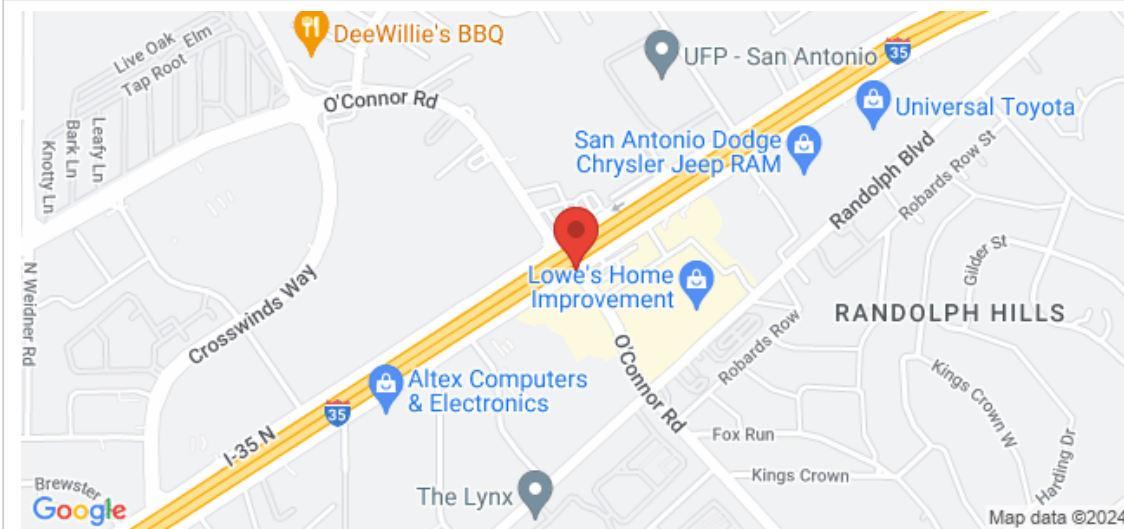 DeeWillie's BBQ
UFP - San Antonio
35
Live Oak
Tap Root
Elm
O'Connor Rd
Universal Toyota
San Antonio Dodge
Chrysler Jeep RAM
Randolph Blvd
Robards Row St
Leafy Ln
Bark Ln
Knotty Ln
Gilder St
N Weidner Rd
Crosswinds Way
Lowe's Home
Improvement
RANDOLPH HILLS
Robards Row
O'Connor Rd
Altex Computers
& Electronics
35
I-35 N
Kings Crown W
Harding Dr
Fox Run
Kings Crown
The Lynx
Brewster
Google
Map data ©2024